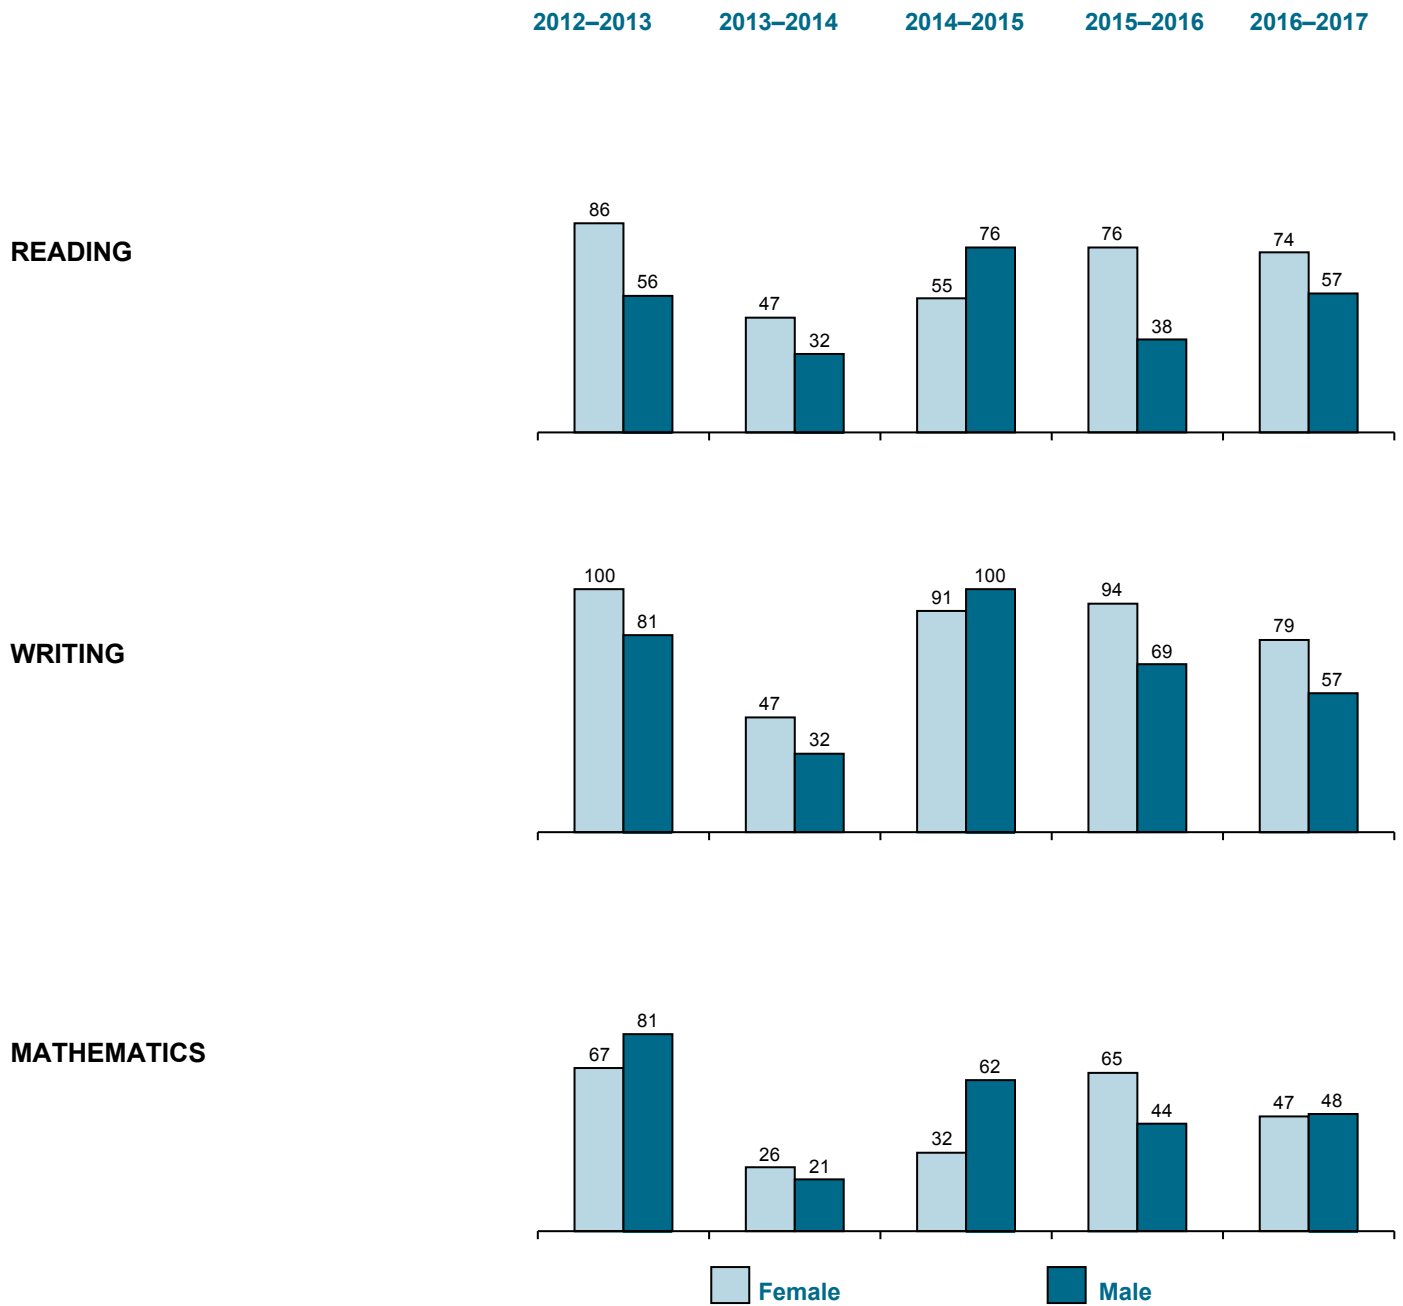 2012–2013 2013–2014 2014–2015 2015–2016 2016–2017
READING
86 56 47 32 55 76 76 38 74 57
WRITING
100 81 47 32 91 100 94 69 79 57
MATHEMATICS
67 81 26 21 32 62 65 44 47 48
Female Male